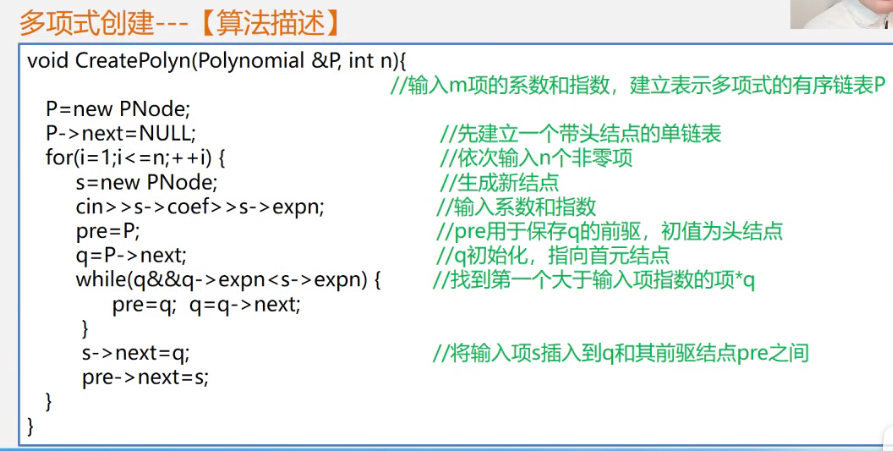 多项式创建---【算法描述】
void CreatePolyn(Polynomial &P, int n){
//输入m项的系数和指数，建立表示多项式的有序链表P
P=new PNode;
P->next=NULL; //先建立一个带头结点的单链表
for(i=1;i<=n;++i) { //依次输入n个非零项
s=new PNode; //生成新结点
cin>>s->coef>>s->expn; //输入系数和指数
pre=P; //pre用于保存q的前驱，初值为头结点
q=P->next; //q初始化，指向首元结点
while(q&&q->expn<s->expn) { //找到第一个大于输入项指数的项*q
pre=q; q=q->next;
}
s->next=q; //将输入项s插入到q和其前驱结点pre之间
pre->next=s;
}
}